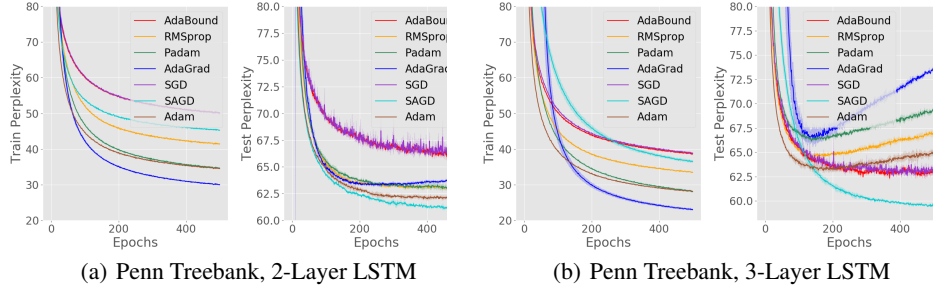 80
70
60
50
40
30
20
0
200
400
Train Perplexity
Epochs
AdaBound
RMSprop
Padam
AdaGrad
SGD
SAGD
Adam
80.0
77.5
75.0
72.5
70.0
67.5
65.0
62.5
60.0
0
200
400
Test Perplexity
Epochs
AdaBound
RMSprop
Padam
AdaGrad
SGD
SAGD
Adam
80
70
60
50
40
30
20
0
200
400
Train Perplexity
Epochs
AdaBound
RMSprop
Padam
AdaGrad
SGD
SAGD
Adam
80.0
77.5
75.0
72.5
70.0
67.5
65.0
62.5
60.0
0
200
400
Test Perplexity
Epochs
AdaBound
RMSprop
Padam
AdaGrad
SGD
SAGD
Adam
(a) Penn Treebank, 2-Layer LSTM
(b) Penn Treebank, 3-Layer LSTM